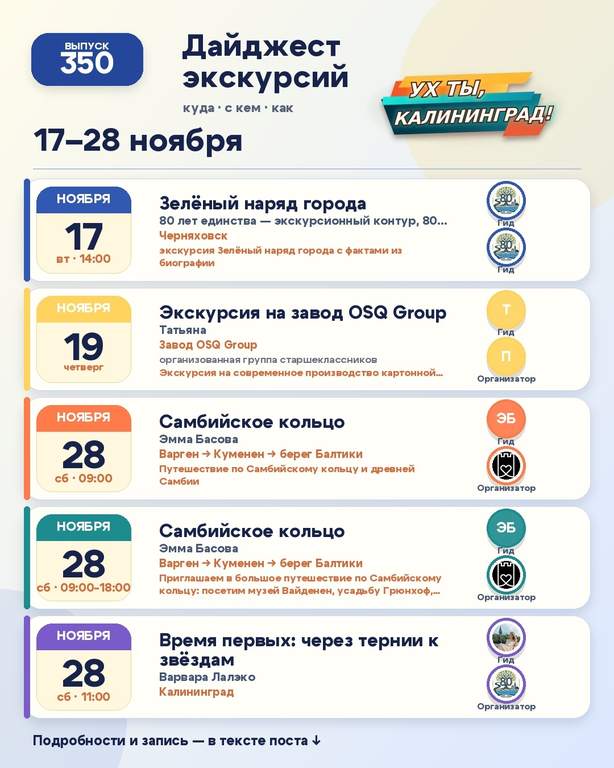 ВЫПУСК
350
Дайджест
экскурсий
куда · с кем · как
УХ ТЫ,
КАЛИНИНГРАД!
17–28 ноября
НОЯБРЯ
17
вт · 14:00
Зелёный наряд города
80 лет единства — экскурсионный контур, 80...
Черняховск
экскурсия Зелёный наряд города с фактами из
биографии
80
Гид
80
Гид
НОЯБРЯ
19
четверг
Экскурсия на завод OSQ Group
Татьяна
Завод OSQ Group
организованная группа старшеклассников
Экскурсия на современное производство картонной...
Т
Гид
П
Организатор
НОЯБРЯ
28
сб · 09:00
Самбийское кольцо
Эмма Басова
Варген → Куменен → берег Балтики
Путешествие по Самбийскому кольцу и древней
Самбии
ЭБ
Гид
Организатор
НОЯБРЯ
28
сб · 09:00–18:00
Самбийское кольцо
Эмма Басова
Варген → Куменен → берег Балтики
Приглашаем в большое путешествие по Самбийскому
кольцу: посетим музей Вайденен, усадьбу Грюнхоф,...
ЭБ
Гид
Организатор
НОЯБРЯ
28
сб · 11:00
Время первых: через тернии к
звёздам
Варвара Лалэко
Калининград
Гид
80
Организатор
Подробности и запись — в тексте поста ↓